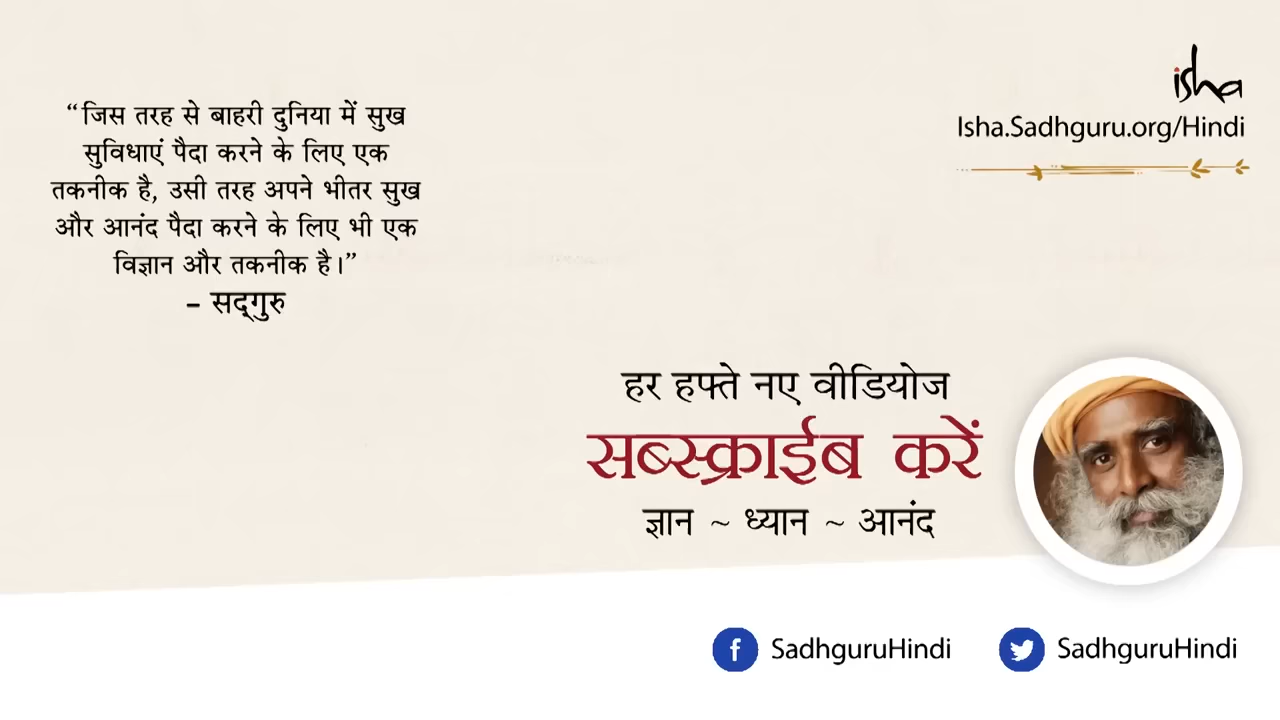 “जिस तरह से बाहरी दुनिया में सुख
सुविधाएं पैदा करने के लिए एक
तकनीक है, उसी तरह अपने भीतर सुख
और आनंद पैदा करने के लिए भी एक
विज्ञान और तकनीक है।”
– सद्गुरु
isha
Isha.Sadhguru.org/Hindi
हर हफ्ते नए वीडियोज
सब्स्क्राईब करें
ज्ञान ~ ध्यान ~ आनंद
SadhguruHindi
SadhguruHindi